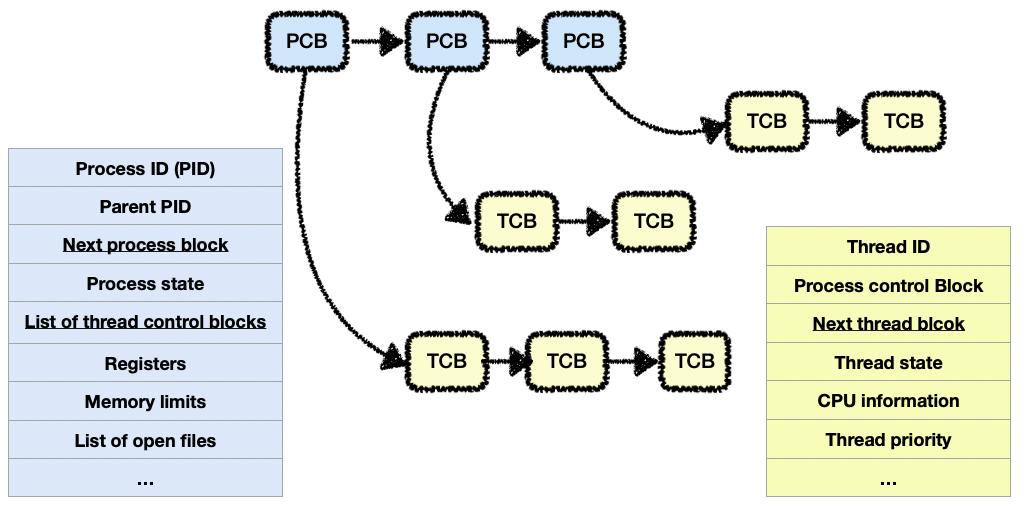 PCB
PCB
PCB
TCB
TCB
Process ID (PID)
Parent PID
Next process block
Process state
List of thread control blocks
Registers
Memory limits
List of open files
...
TCB
TCB
TCB
TCB
TCB
Thread ID
Process control Block
Next thread blcok
Thread state
CPU information
Thread priority
...